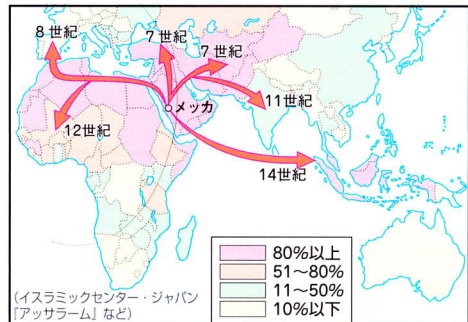 8世紀
7世紀
7世紀
11世紀
メッカ
12世紀
14世紀
80%以上
51〜80%
11〜50%
10%以下
(イスラミックセンター・ジャパン
『アッサラーム』など)